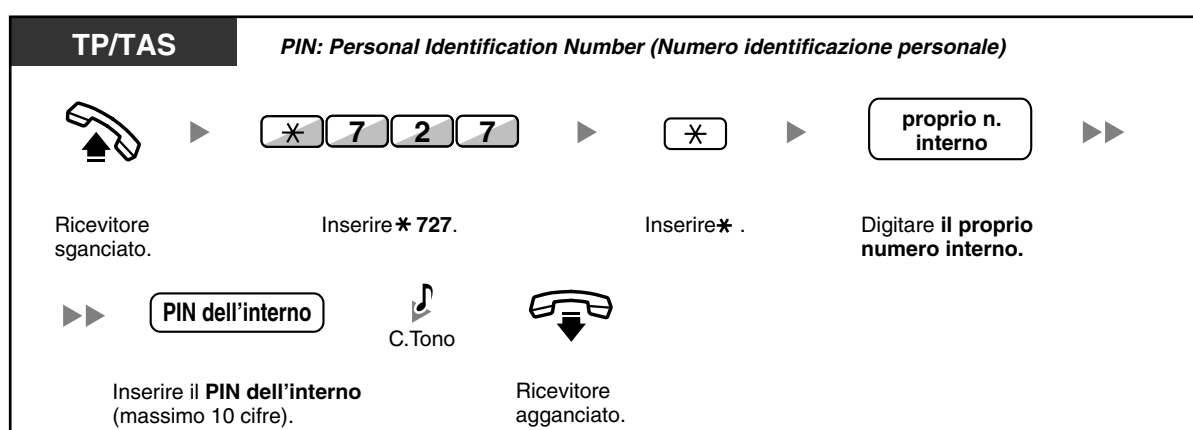 TP/TAS
PIN: Personal Identification Number (Numero identificazione personale)
* 7 2 7
*
proprio n.
interno
Ricevitore
sganciato.
Inserire * 727.
Inserire * .
Digitare il proprio
numero interno.
PIN dell'interno
C.Tono
Inserire il PIN dell'interno
(massimo 10 cifre).
Ricevitore
agganciato.